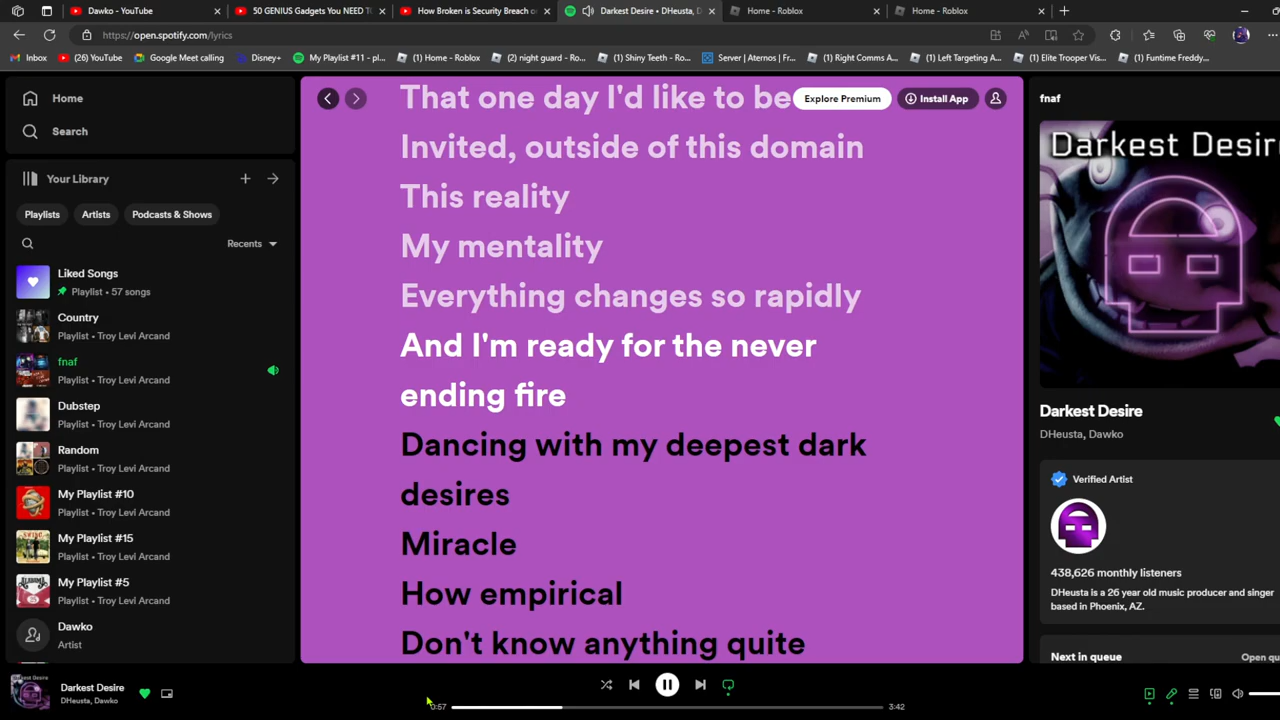 Dawko - YouTube
50 GENIUS Gadgets You NEED T
How Broken is Security Breach o
Darkest Desire • DHeusta, D
Home - Roblox
Home - Roblox
https://open.spotify.com/lyrics
Inbox
(26) YouTube
Google Meet calling
Disney+
My Playlist #11 - pl...
(1) Home - Roblox
(2) night guard - Ro...
(1) Shiny Teeth - Ro...
Server | Aternos | Fr...
(1) Right Comms A...
(1) Left Targeting A...
(1) Elite Trooper Vis...
(1) Funtime Freddy...
Home
Search
Your Library
Playlists
Artists
Podcasts & Shows
Recents
Liked Songs
Playlist • 57 songs
Country
Playlist • Troy Levi Arcand
fnaf
Playlist • Troy Levi Arcand
Dubstep
Playlist • Troy Levi Arcand
Random
Playlist • Troy Levi Arcand
My Playlist #10
Playlist • Troy Levi Arcand
My Playlist #15
Playlist • Troy Levi Arcand
My Playlist #5
Playlist • Troy Levi Arcand
Dawko
Artist
Explore Premium
Install App
That one day I'd like to be
Invited, outside of this domain
This reality
My mentality
Everything changes so rapidly
And I'm ready for the never
ending fire
Dancing with my deepest dark
desires
Miracle
How empirical
Don't know anything quite
fnaf
Darkest Desire
Darkest Desire
DHeusta, Dawko
Verified Artist
438,626 monthly listeners
DHeusta is a 26 year old music producer and singer
based in Phoenix, AZ.
Next in queue
Open qu
Darkest Desire
DHeusta, Dawko
0:57
3:42